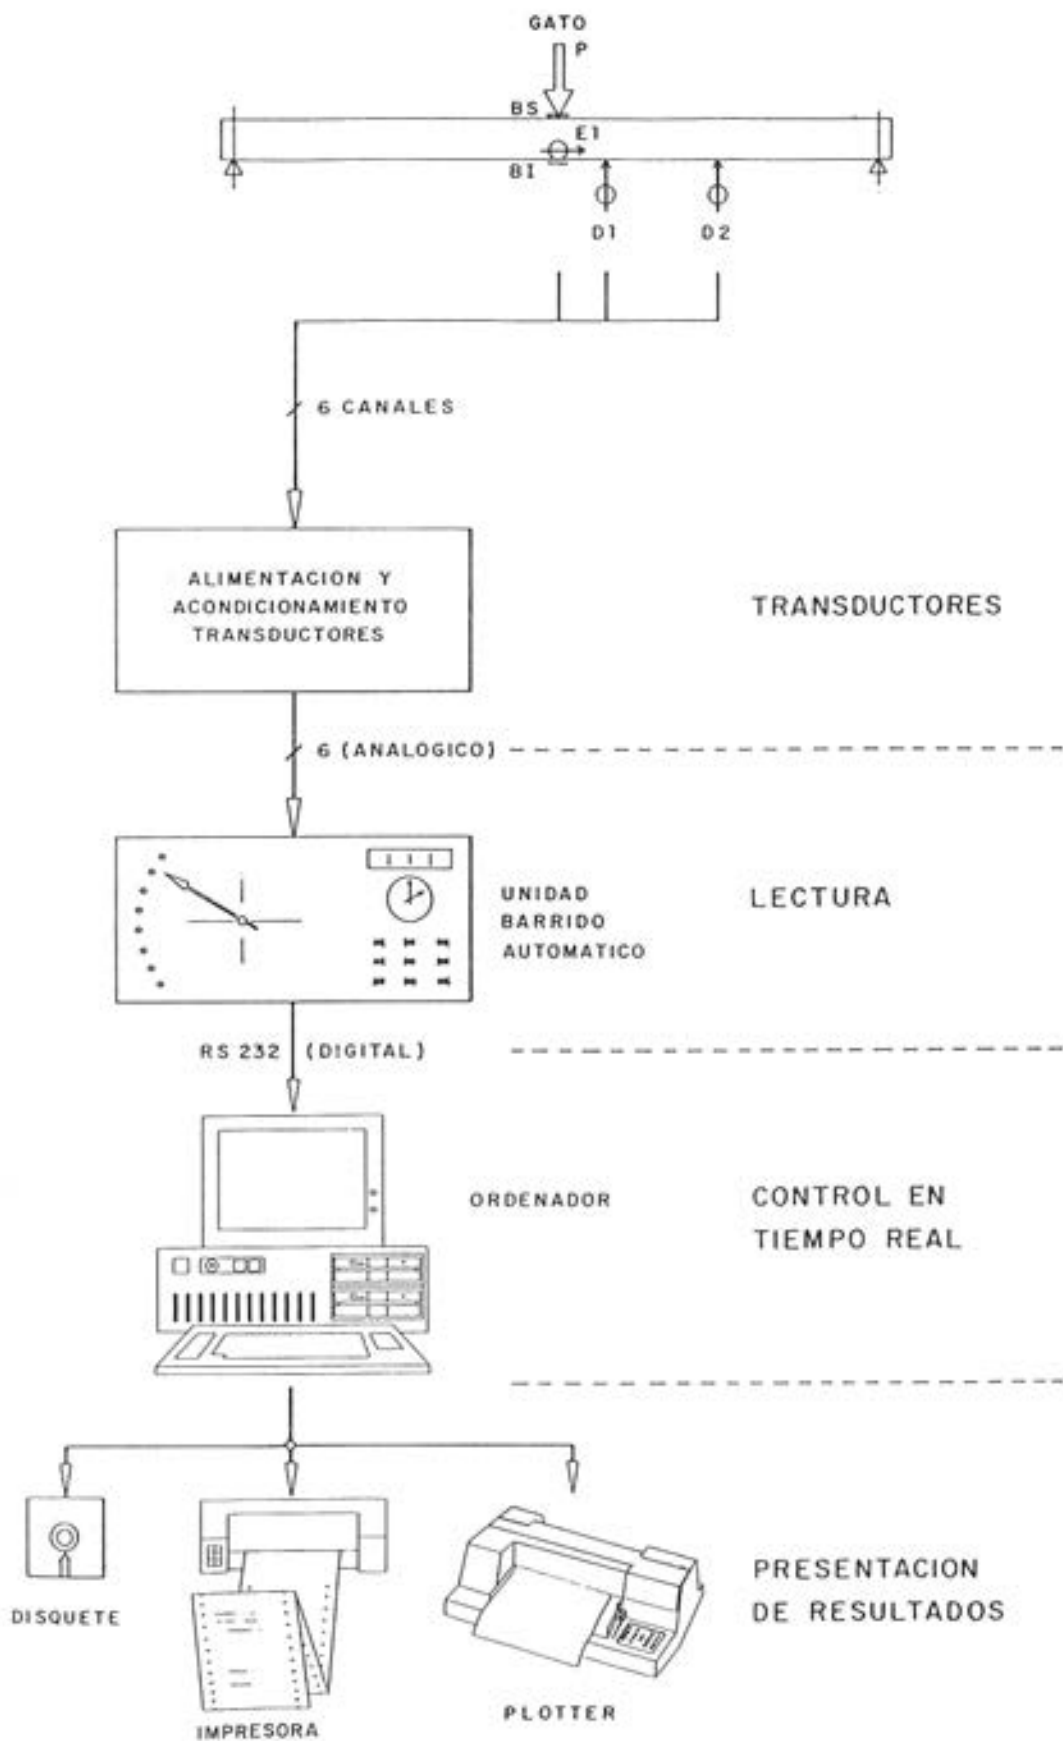 GATO
P
BS
E1
BI
D1
D2
6 CANALES
ALIMENTACION Y
ACONDICIONAMIENTO
TRANSDUCTORES
TRANSDUCTORES
6 (ANALOGICO)
UNIDAD
BARRIDO
AUTOMATICO
LECTURA
RS 232 (DIGITAL)
ORDENADOR
CONTROL EN
TIEMPO REAL
DISQUETE
IMPRESORA
PLOTTER
PRESENTACION
DE RESULTADOS